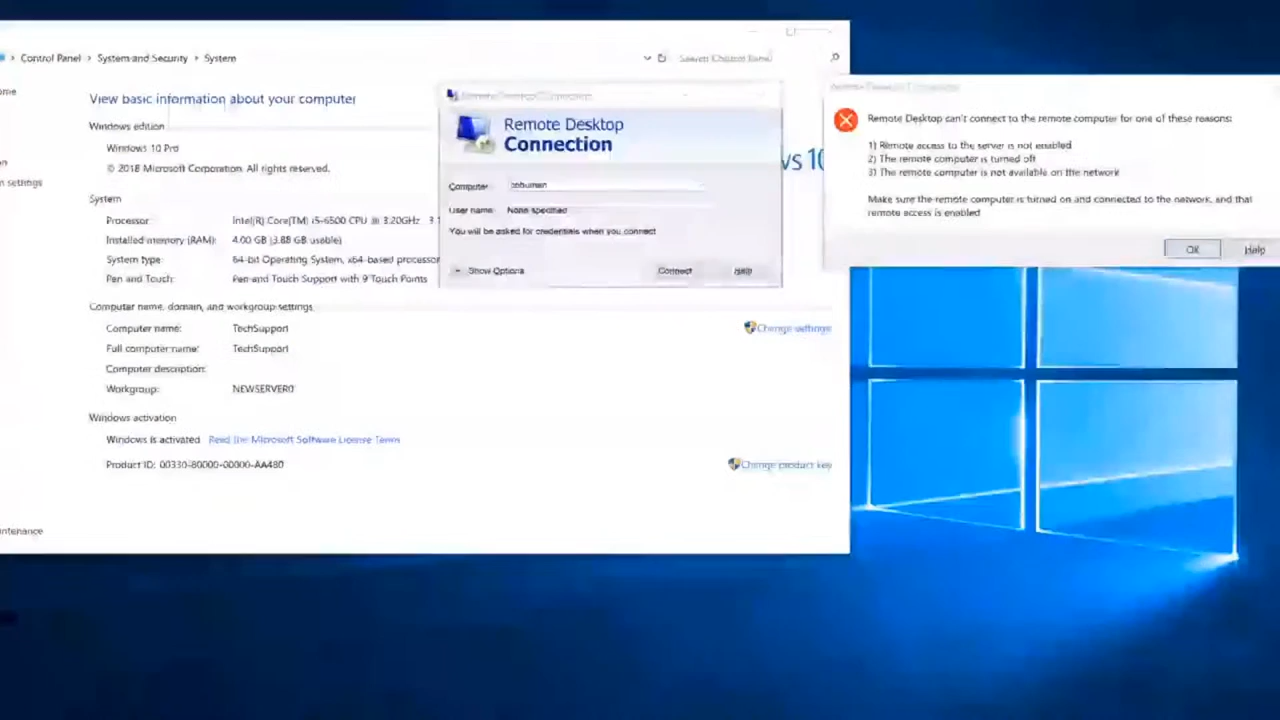 Control Panel > System and Security > System
View basic information about your computer
Windows edition
Windows 10 Pro
© 2018 Microsoft Corporation. All rights reserved.
System
Processor: Intel(R) Core(TM) i5-6500 CPU @ 3.20GHz
Installed memory (RAM): 4.00 GB (3.88 GB usable)
System type: 64-bit Operating System, x64-based processor
Pen and Touch: Pen and Touch Support with 9 Touch Points
Computer name, domain, and workgroup settings
Computer name: TechSupport
Full computer name: TechSupport
Computer description:
Workgroup: NEWSERVER0
Change settings
Windows activation
Windows is activated Read the Microsoft Software License Terms
Product ID: 00330-80000-00000-AA480
Change product key
Remote Desktop Connection
Remote Desktop
Connection
Computer:
User name: None specified
You will be asked for credentials when you connect
Show Options
Connect
Help
Remote Desktop Connection
Remote Desktop can't connect to the remote computer for one of these reasons:
1) Remote access to the server is not enabled
2) The remote computer is turned off
3) The remote computer is not available on the network
Make sure the remote computer is turned on and connected to the network, and that
remote access is enabled
OK
Help